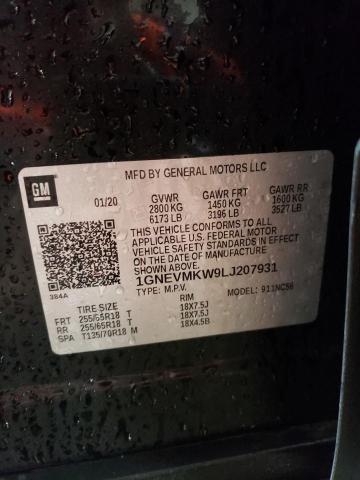 MFD BY GENERAL MOTORS LLC
GM
01/20
GVWR GAWR FRT GAWR RR
2800 KG 1450 KG 1600 KG
6173 LB 3196 LB 3527 LB
THIS VEHICLE CONFORMS TO ALL
APPLICABLE U.S. FEDERAL MOTOR
VEHICLE SAFETY STANDARDS IN EFFECT
ON THE DATE OF MANUFACTURE
SHOWN ABOVE.
1GNEVMKW9LJ207931
384A
TYPE: M.P.V. MODEL: 911NC56
TIRE SIZE RIM
FRT 255/65R18 T 18X7.5J
RR 255/65R18 T 18X7.5J
SPA T135/70R18 M 18X4.5B